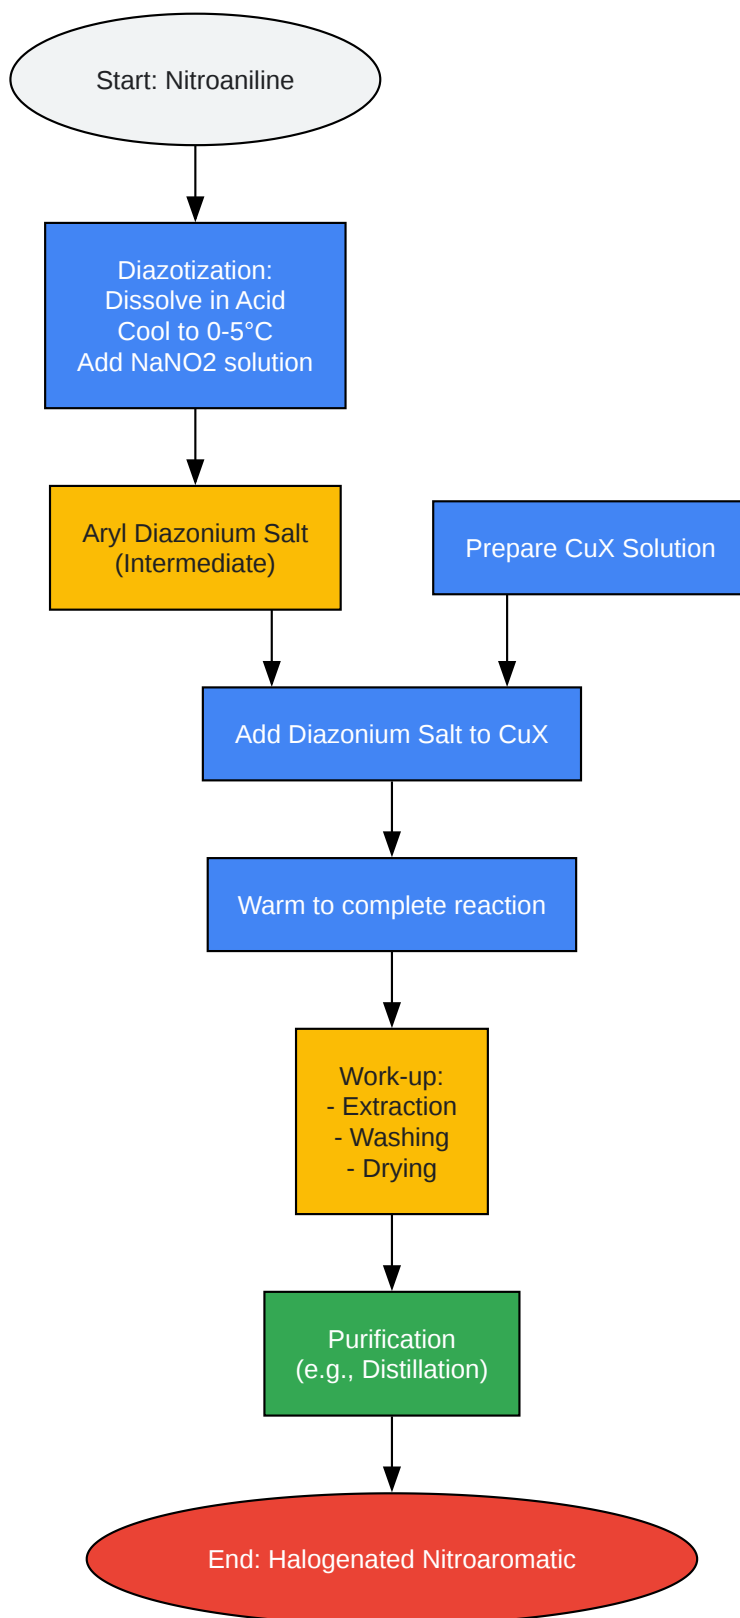 Start: Nitroaniline
Diazotization:
Dissolve in Acid
Cool to 0-5°C
Add NaNO2 solution
Aryl Diazonium Salt
(Intermediate)
Prepare CuX Solution
Add Diazonium Salt to CuX
Warm to complete reaction
Work-up:
- Extraction
- Washing
- Drying
Purification
(e.g., Distillation)
End: Halogenated Nitroaromatic